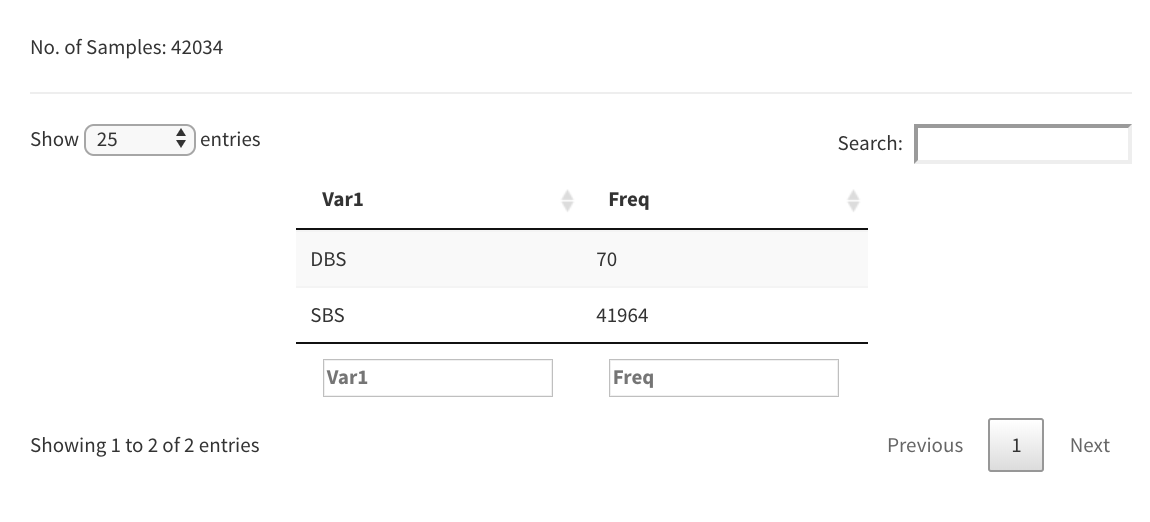 No. of Samples: 42034
Show 25 entries
Search:
Var1 Freq
DBS 70
SBS 41964
Var1 Freq
Showing 1 to 2 of 2 entries
Previous 1 Next